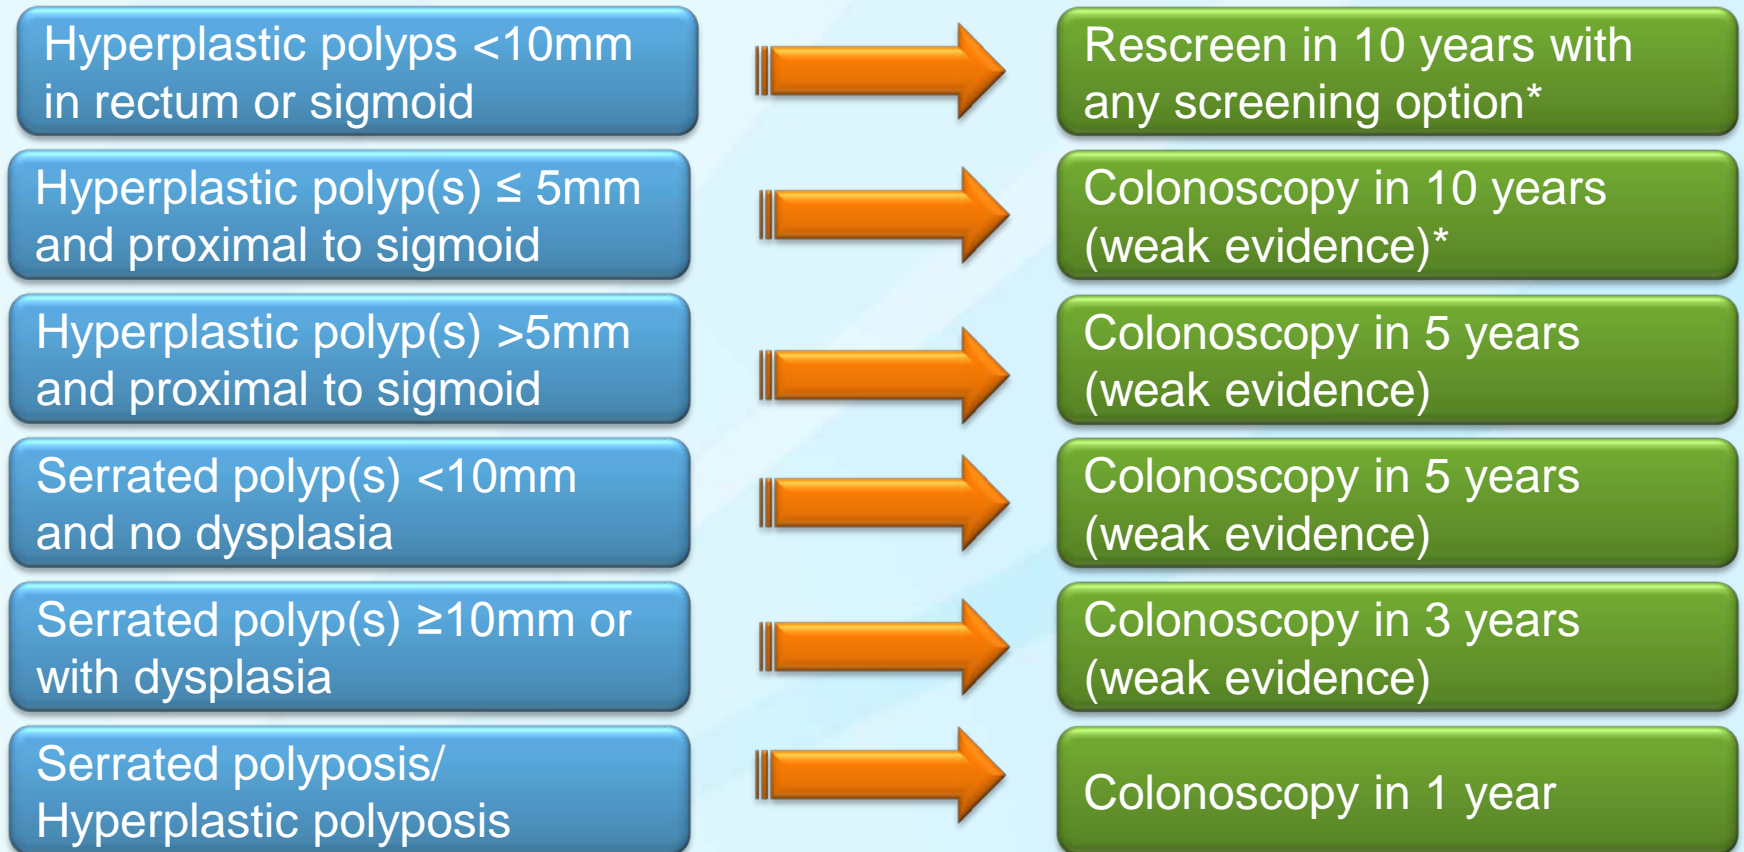 Hyperplastic polyps <10mm
in rectum or sigmoid
Rescreen in 10 years with
any screening option*
Hyperplastic polyp(s) ≤ 5mm
and proximal to sigmoid
Colonoscopy in 10 years
(weak evidence)*
Hyperplastic polyp(s) >5mm
and proximal to sigmoid
Colonoscopy in 5 years
(weak evidence)
Serrated polyp(s) <10mm
and no dysplasia
Colonoscopy in 5 years
(weak evidence)
Serrated polyp(s) ≥10mm or
with dysplasia
Colonoscopy in 3 years
(weak evidence)
Serrated polyposis/
Hyperplastic polyposis
Colonoscopy in 1 year